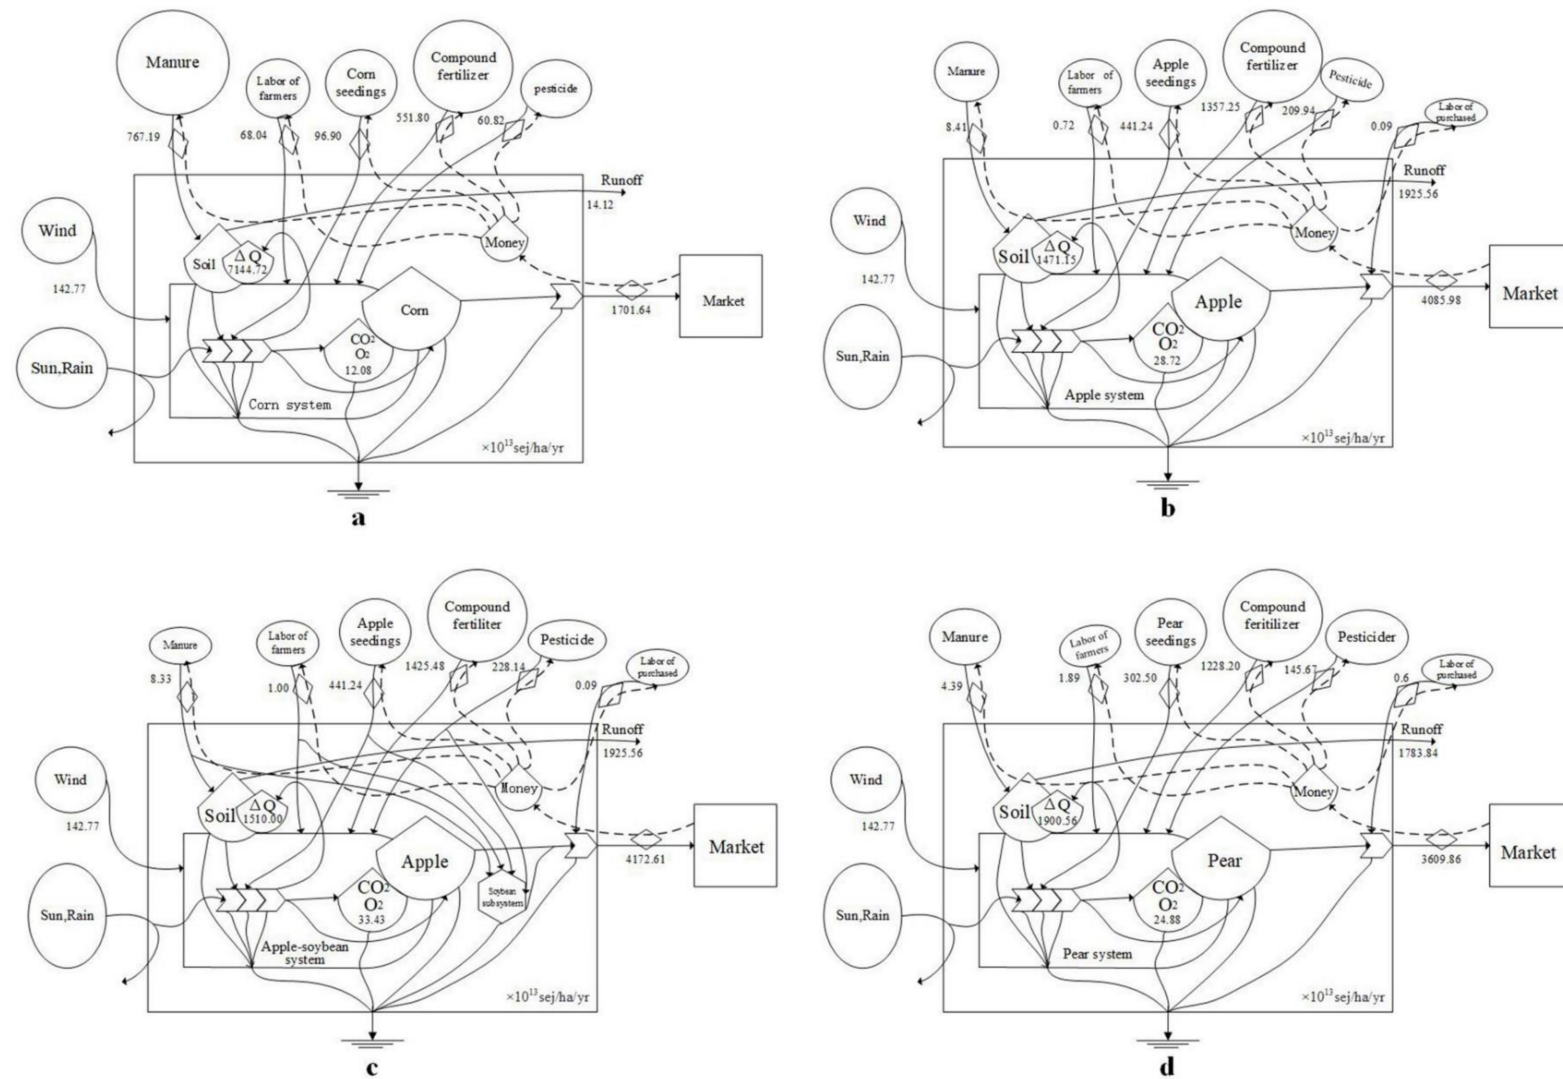 Manure
Labor of
farmers
Corn
seedings
Compound
fertilizer
pesticide
767.19
68.04
96.90
551.80
60.82
Runoff
14.12
Wind
142.77
Soil
ΔQ
7144.72
Money
Corn
1701.64
Market
CO2
O2
12.08
Sun,Rain
Corn system
×10^13sej/ha/yr
a
Manure
Labor of
farmers
Apple
seedings
Compound
fertilizer
Pesticide
Labor of
purchased
8.41
0.72
441.24
1357.25
209.94
0.09
Runoff
1925.56
Wind
142.77
Soil
ΔQ
1471.15
Money
Apple
4085.98
Market
CO2
O2
28.72
Sun,Rain
Apple system
×10^13sej/ha/yr
b
Manure
Labor of
farmers
Apple
seedings
Compound
fertiliter
Pesticide
Labor of
purchased
8.33
1.00
441.24
1425.48
228.14
0.09
Runoff
1925.56
Wind
142.77
Soil
ΔQ
1510.00
Money
Apple
4172.61
Market
CO2
O2
33.43
Soybean
subsystem
Sun,Rain
Apple-soybean
system
×10^13sej/ha/yr
c
Manure
Labor of
farmers
Pear
seedings
Compound
feritilizer
Pesticider
Labor of
purchased
4.39
1.89
302.50
1228.20
145.67
0.6
Runoff
1783.84
Wind
142.77
Soil
ΔQ
1900.56
Money
Pear
3609.86
Market
CO2
O2
24.88
Sun,Rain
Pear system
×10^13sej/ha/yr
d